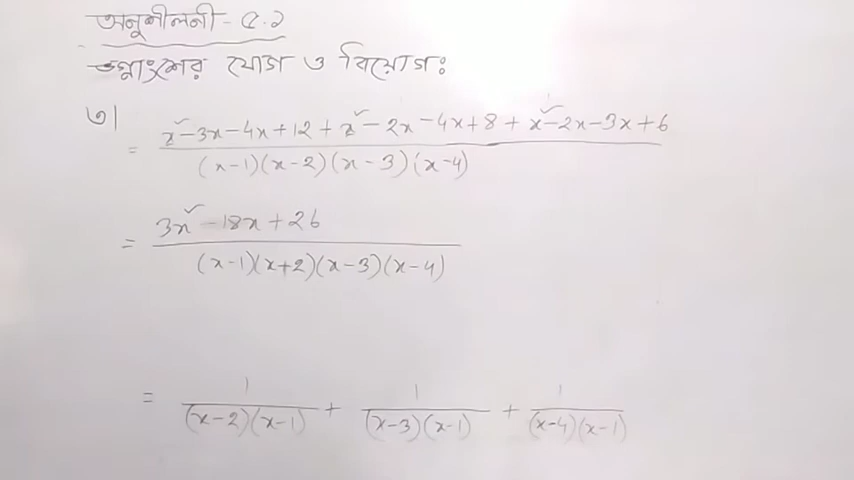 অনুশীলনী - ৫.২
ভগ্নাংশের যোগ ও বিয়োগঃ
৩।
= x² - 3x - 4x + 12 + x² - 2x - 4x + 8 + x² - 2x - 3x + 6 / (x-1)(x-2)(x-3)(x-4)
= 3x² - 18x + 26 / (x-1)(x+2)(x-3)(x-4)
= 1 / (x-2)(x-1) + 1 / (x-3)(x-1) + 1 / (x-4)(x-1)